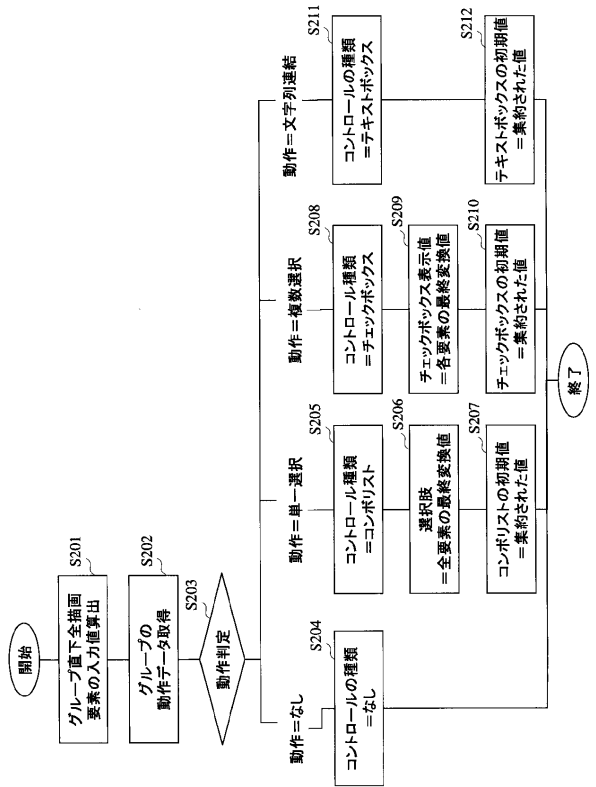 開始
S201
グループ直下全描画
要素の入力値算出
S202
グループの
動作データ取得
S203
動作判定
動作=なし
S204
コントロールの種類
=なし
動作=単一選択
S205
コントロール種類
=コンボリスト
S206
選択肢
=全要素の最終変換値
S207
コンボリストの初期値
=集約された値
動作=複数選択
S208
コントロール種類
=チェックボックス
S209
チェックボックス表示値
=各要素の最終変換値
S210
チェックボックスの初期値
=集約された値
動作=文字列連結
S211
コントロールの種類
=テキストボックス
S212
テキストボックスの初期値
=集約された値
終了